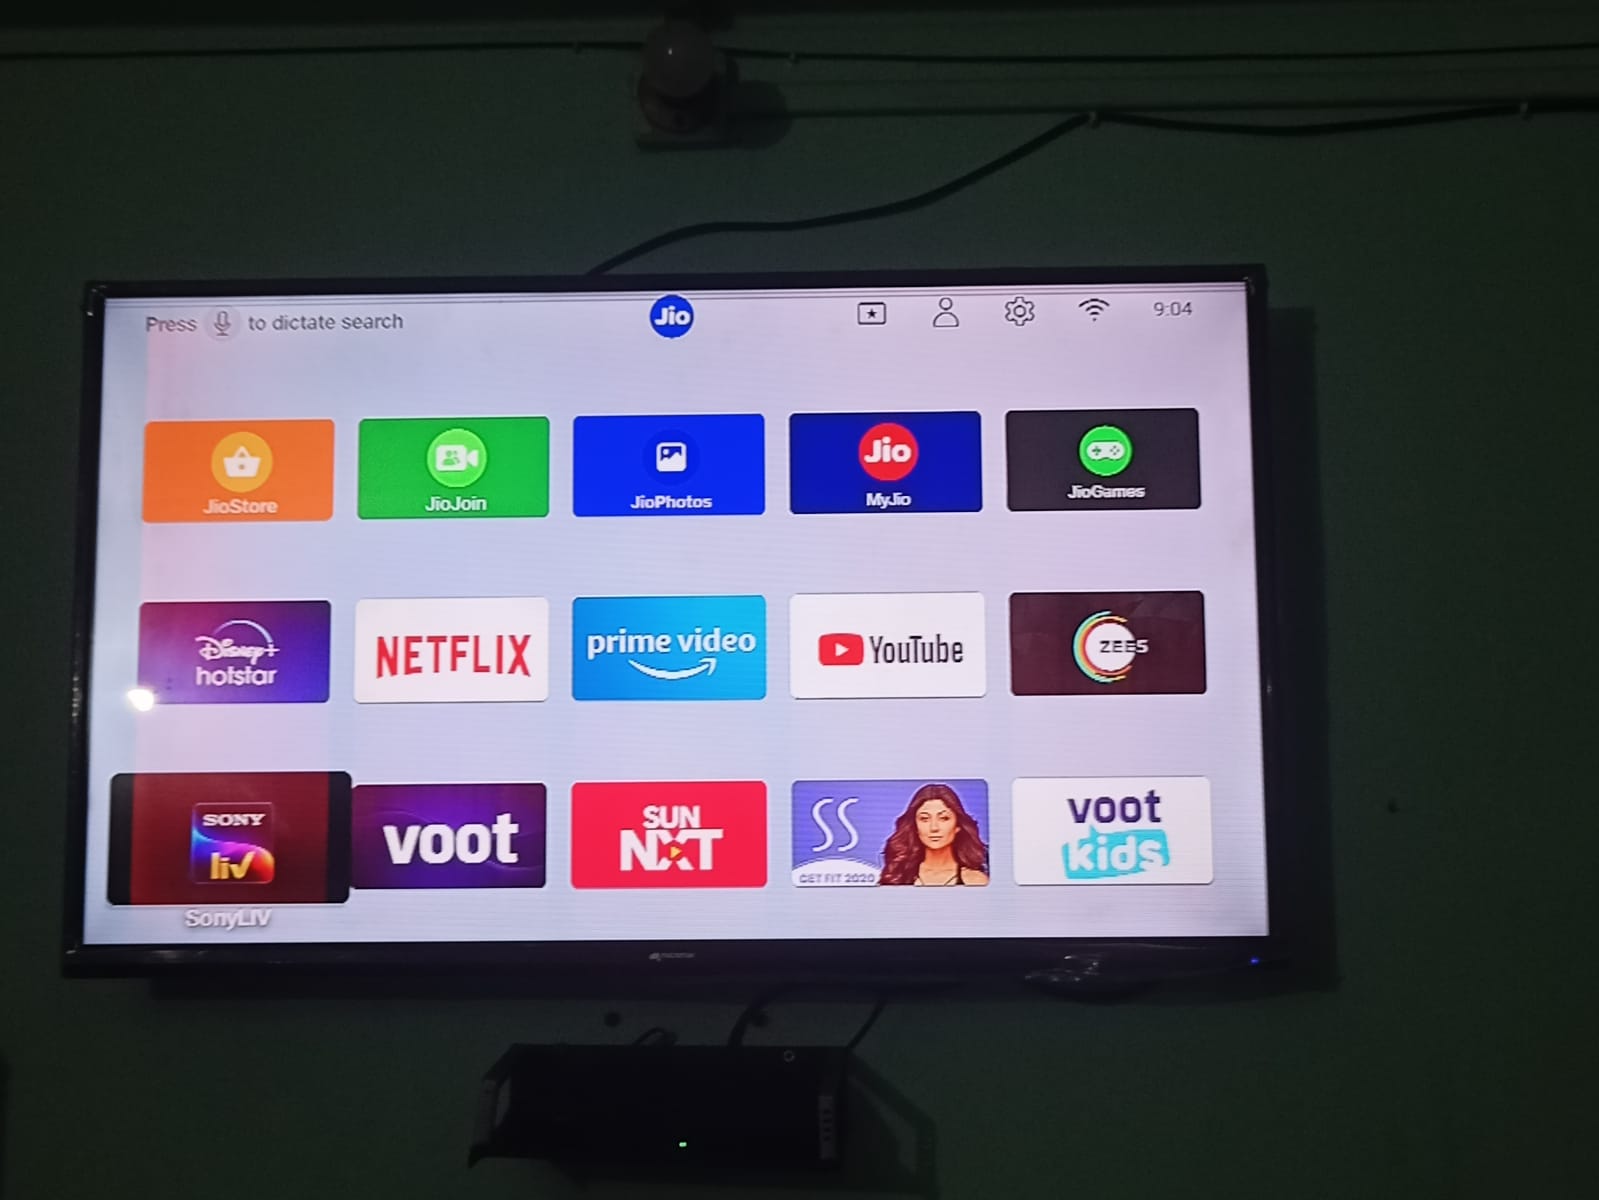 Press to dictate search
Jio
9:04
JioStore
JioJoin
JioPhotos
Jio
MyJio
JioGames
Disney+
hotstar
NETFLIX
prime video
YouTube
ZEE5
SONY
liv
SonyLIV
voot
SUN
NXT
SS
GET FIT 2020
voot
kids